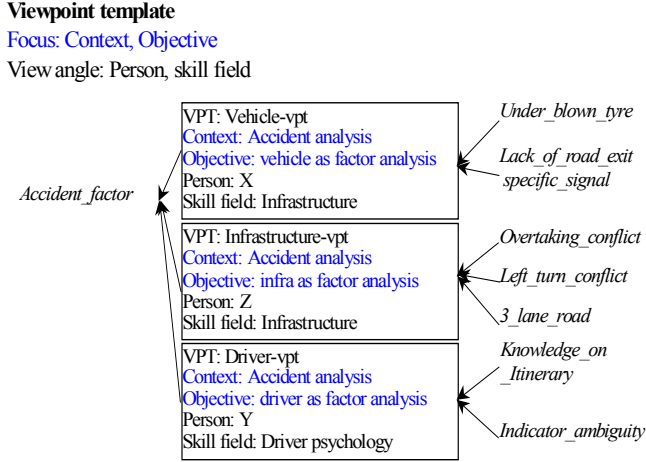 Viewpoint template
Focus: Context, Objective
View angle: Person, skill field
Accident_factor
VPT: Vehicle-vpt
Context: Accident analysis
Objective: vehicle as factor analysis
Person: X
Skill field: Infrastructure
Under_blown_tyre
Lack_of_road_exit
specific_signal
VPT: Infrastructure-vpt
Context: Accident analysis
Objective: infra as factor analysis
Person: Z
Skill field: Infrastructure
Overtaking_conflict
Left_turn_conflict
3_lane_road
VPT: Driver-vpt
Context: Accident analysis
Objective: driver as factor analysis
Person: Y
Skill field: Driver psychology
Knowledge_on
_Itinerary
Indicator_ambiguity